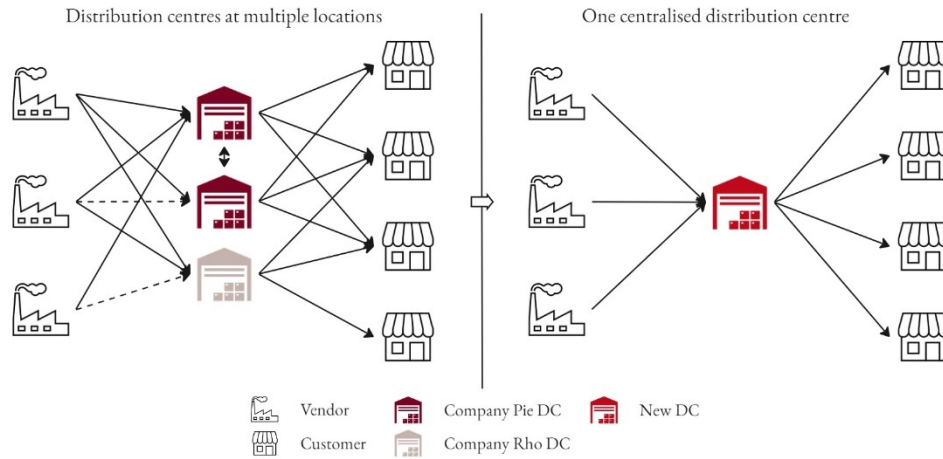 Distribution centres at multiple locations
One centralised distribution centre
Vendor
Company Pie DC
New DC
Customer
Company Rho DC